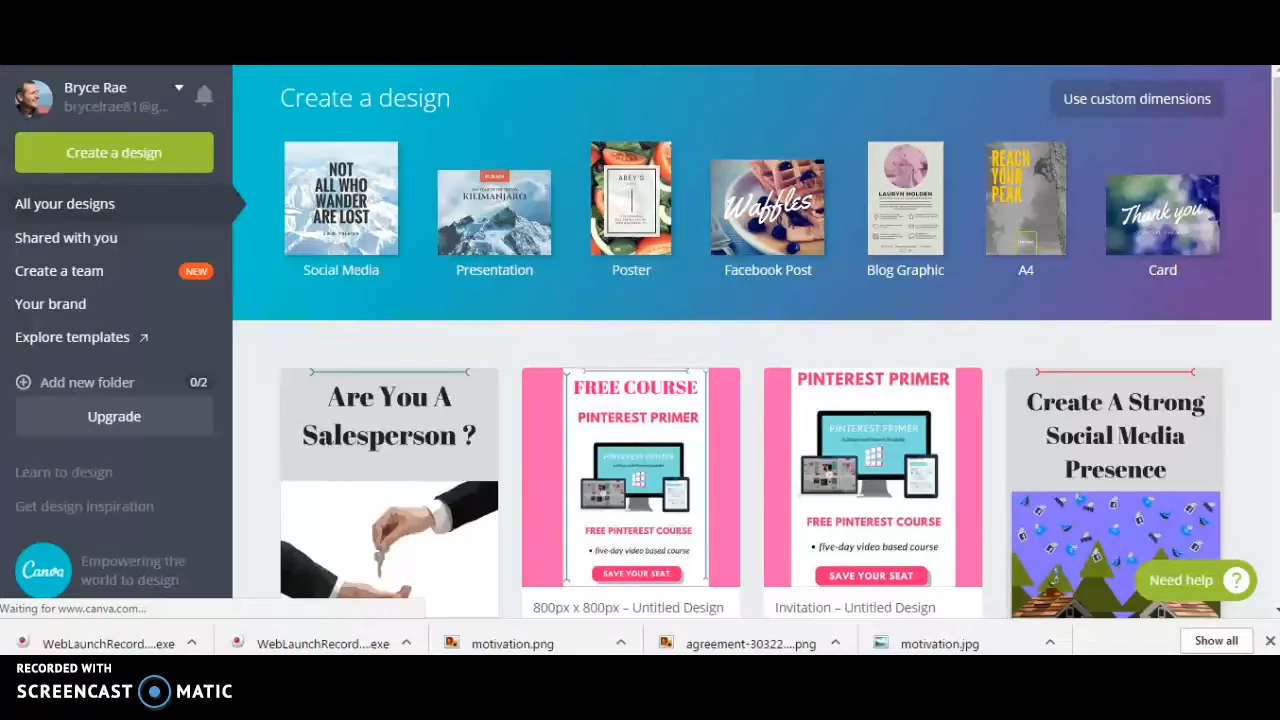 Bryce Rae
brycelrae81@g...
Create a design
All your designs
Shared with you
Create a team
NEW
Your brand
Explore templates
Add new folder
0/2
Upgrade
Learn to design
Get design inspiration
Canva
Empowering the
world to design
Create a design
Use custom dimensions
NOT
ALL WHO
WANDER
ARE LOST
KILIMANJARO
ABEY'S
Waffles
LAURYN HOLDEN
REACH
YOUR
PEAK
Thank you
Social Media
Presentation
Poster
Facebook Post
Blog Graphic
A4
Card
Are You A
Salesperson ?
FREE COURSE
PINTEREST PRIMER
PINTEREST PRIMER
FREE PINTEREST COURSE
• five-day video based course
SAVE YOUR SEAT
800px x 800px – Untitled Design
PINTEREST PRIMER
PINTEREST PRIMER
FREE PINTEREST COURSE
• five-day video based course
SAVE YOUR SEAT
Invitation – Untitled Design
Create A Strong
Social Media
Presence
Need help ?
Waiting for www.canva.com...
WebLaunchRecord....exe
WebLaunchRecord....exe
motivation.png
agreement-30322....png
motivation.jpg
Show all
RECORDED WITH
SCREENCAST MATIC